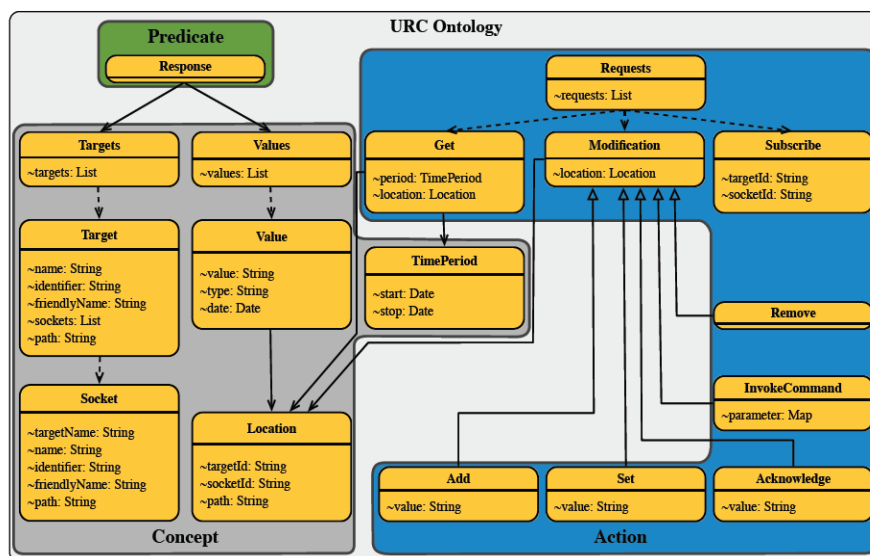 URC Ontology
Predicate
Response
Requests
~requests: List
Targets
~targets: List
Values
~values: List
Get
~period: TimePeriod
~location: Location
Modification
~location: Location
Subscribe
~targetId: String
~socketId: String
Target
~name: String
~identifier: String
~friendlyName: String
~sockets: List
~path: String
Value
~value: String
~type: String
~date: Date
TimePeriod
~start: Date
~stop: Date
Remove
InvokeCommand
~parameter: Map
Socket
~targetName: String
~name: String
~identifier: String
~friendlyName: String
~path: String
Location
~targetId: String
~socketId: String
~path: String
Add
~value: String
Set
~value: String
Acknowledge
~value: String
Concept
Action